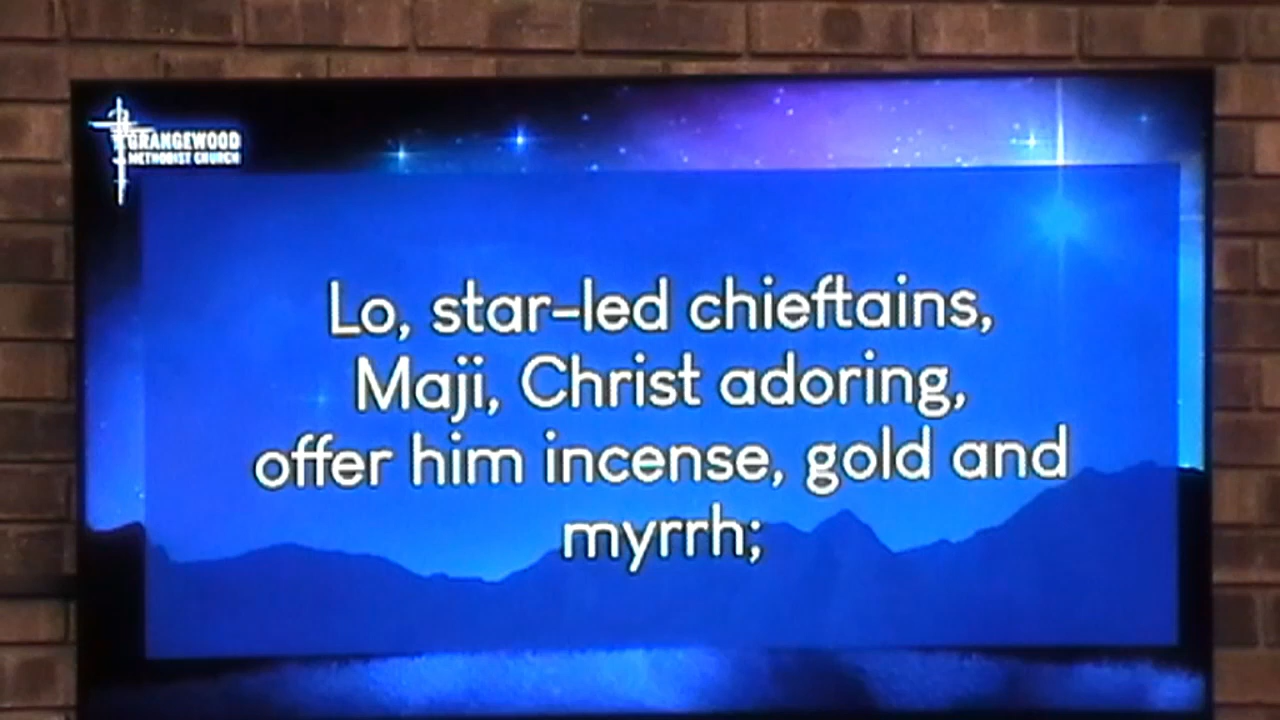 GRANGEWOOD
METHODIST CHURCH
Lo, star-led chieftains,
Maji, Christ adoring,
offer him incense, gold and
myrrh;